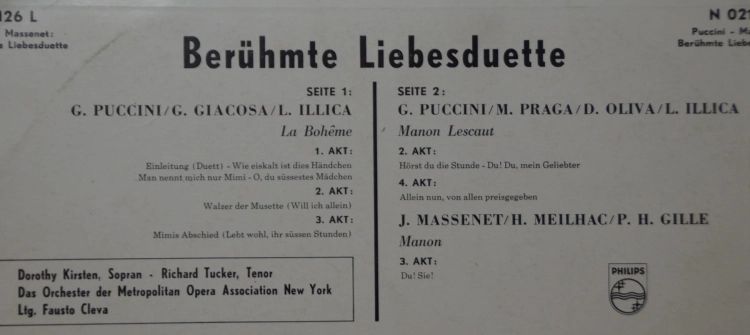 126 L
Massenet:
Liebesduette
N 021
Puccini - Ma
Berühmte Liebe
Berühmte Liebesduette
SEITE 1:
G. PUCCINI/G. GIACOSA/L. ILLICA
La Bohême
1. AKT:
Einleitung (Duett) - Wie eiskalt ist dies Händchen
Man nennt mich nur Mimi - O, du süssestes Mädchen
2. AKT:
Walzer der Musette (Will ich allein)
3. AKT:
Mimis Abschied (Lebt wohl, ihr süssen Stunden)
Dorothy Kirsten, Sopran - Richard Tucker, Tenor
Das Orchester der Metropolitan Opera Association New York
Ltg. Fausto Cleva
SEITE 2:
G. PUCCINI/M. PRAGA/D. OLIVA/L. ILLICA
Manon Lescaut
2. AKT:
Hörst du die Stunde - Du! Du, mein Geliebter
4. AKT:
Allein nun, von allen preisgegeben
J. MASSENET/H. MEILHAC/P. H. GILLE
Manon
3. AKT:
Du! Sie!
PHILIPS